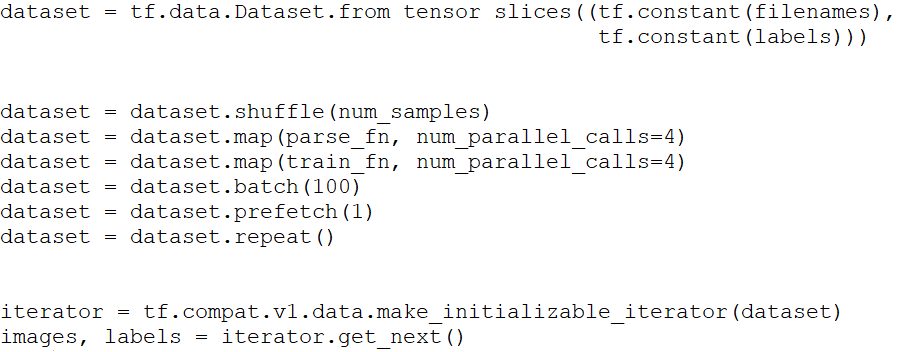 dataset = tf.data.Dataset.from tensor slices((tf.constant(filenames),
tf.constant(labels)))
dataset = dataset.shuffle(num_samples)
dataset = dataset.map(parse_fn, num_parallel_calls=4)
dataset = dataset.map(train_fn, num_parallel_calls=4)
dataset = dataset.batch(100)
dataset = dataset.prefetch(1)
dataset = dataset.repeat()
iterator = tf.compat.v1.data.make_initializable_iterator(dataset)
images, labels = iterator.get_next()